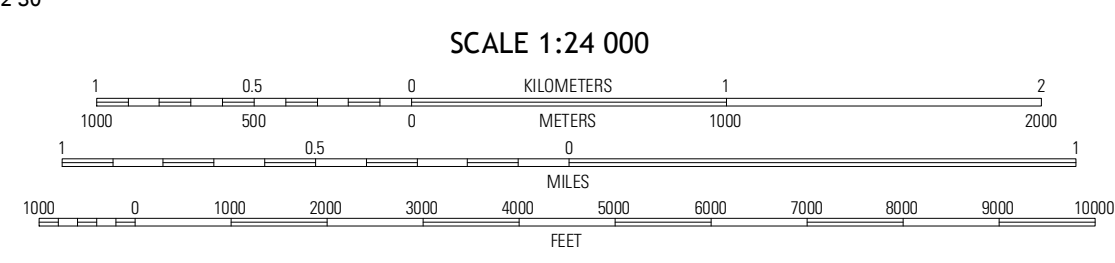 2'30"
SCALE 1:24 000
1 0.5 0 KILOMETERS 1 2
1000 500 0 METERS 1000 2000
1 0.5 0 1
MILES
1000 0 1000 2000 3000 4000 5000 6000 7000 8000 9000 10000
FEET